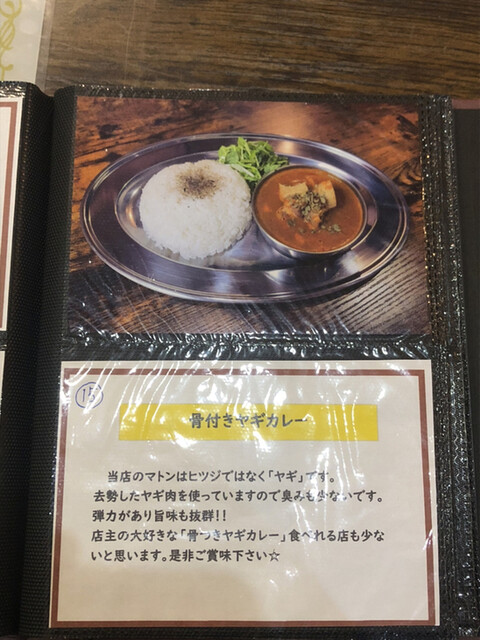 15
骨付きヤギカレー
当店のマトンはヒツジではなく「ヤギ」です。
去勢したヤギ肉を使っていますので臭みも少ないです。
弾力があり旨味も抜群!!
店主の大好きな「骨つきヤギカレー」食べれる店も少な
いと思います。是非ご賞味下さい☆